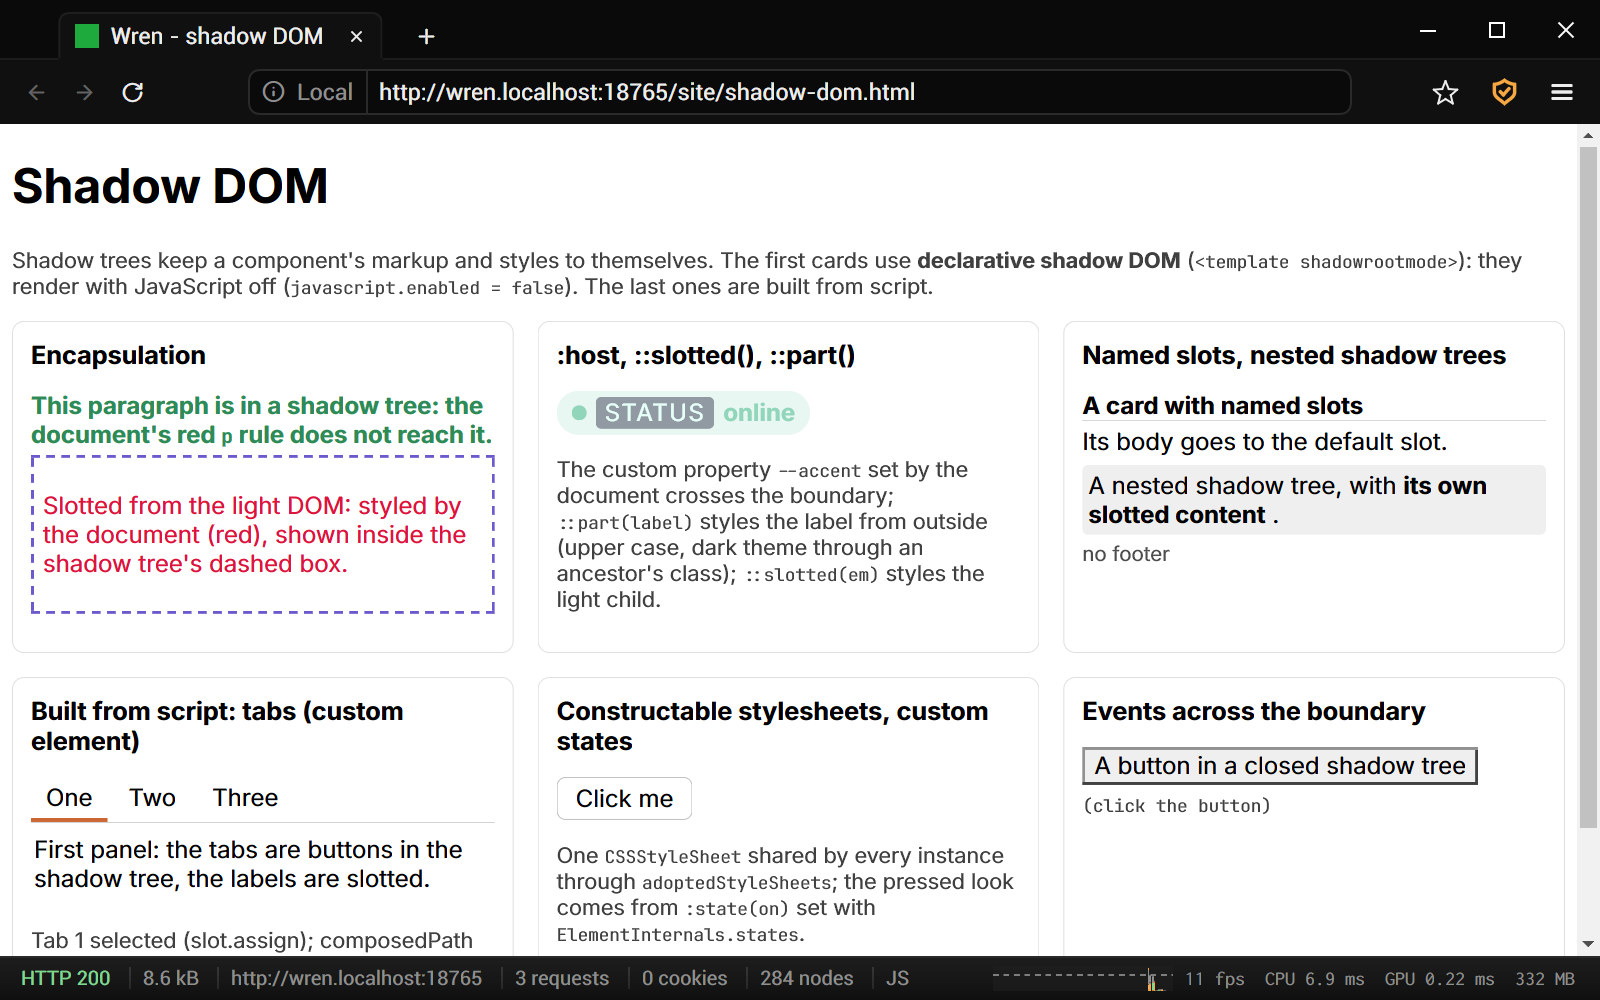 Wren - shadow DOM
Local
http://wren.localhost:18765/site/shadow-dom.html
Shadow DOM
Shadow trees keep a component's markup and styles to themselves. The first cards use declarative shadow DOM (<template shadowrootmode>): they
render with JavaScript off (javascript.enabled = false). The last ones are built from script.
Encapsulation
This paragraph is in a shadow tree: the
document's red p rule does not reach it.
Slotted from the light DOM: styled by
the document (red), shown inside the
shadow tree's dashed box.
:host, ::slotted(), ::part()
STATUS online
The custom property --accent set by the
document crosses the boundary;
::part(label) styles the label from outside
(upper case, dark theme through an
ancestor's class); ::slotted(em) styles the
light child.
Named slots, nested shadow trees
A card with named slots
Its body goes to the default slot.
A nested shadow tree, with its own
slotted content .
no footer
Built from script: tabs (custom
element)
One Two Three
First panel: the tabs are buttons in the
shadow tree, the labels are slotted.
Tab 1 selected (slot.assign); composedPath
Constructable stylesheets, custom
states
Click me
One CSSStyleSheet shared by every instance
through adoptedStyleSheets; the pressed look
comes from :state(on) set with
ElementInternals.states.
Events across the boundary
A button in a closed shadow tree
(click the button)
HTTP 200 8.6 kB http://wren.localhost:18765 3 requests 0 cookies 284 nodes JS 11 fps CPU 6.9 ms GPU 0.22 ms 332 MB